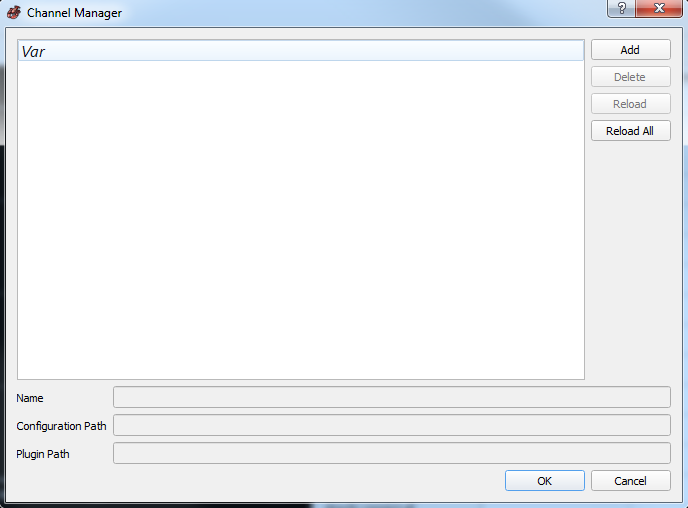 Channel Manager
?
Var
Add
Delete
Reload
Reload All
Name
Configuration Path
Plugin Path
OK
Cancel